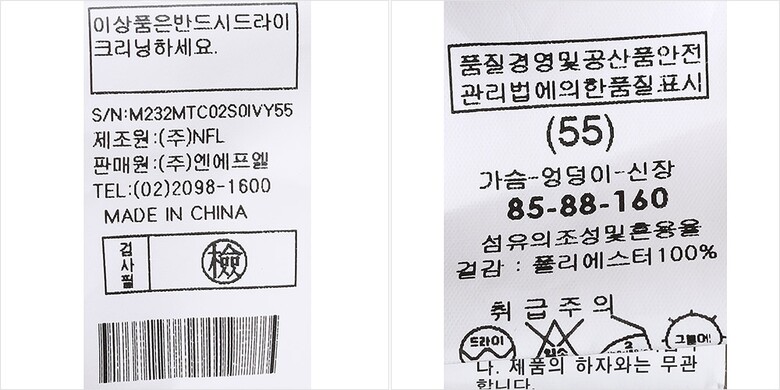 이상품은반드시드라이
크리닝하세요.
S/N:M232MTC02S0IVY55
제조원:(주)NFL
판매원:(주)엔에프엘
TEL:(02)2098-1600
MADE IN CHINA
검사필
檢
품질경영및공산품안전
관리법에의한품질표시
(55)
가슴-엉덩이-신장
85-88-160
섬유의조성및혼용율
겉감 : 폴리에스터100%
취급주의
드라이
그늘에
나. 제품의 하자와는 무관
합니다.